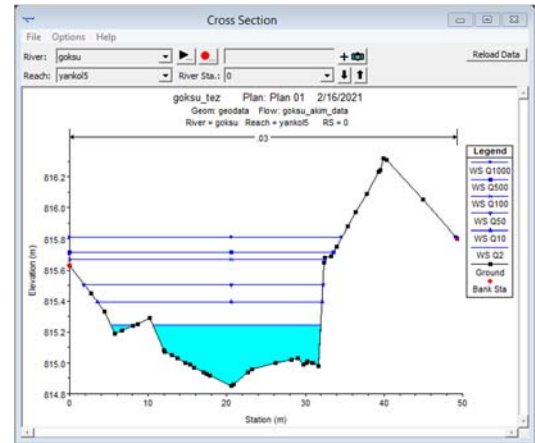 Cross Section
File Options Help
River: goksu
Reload Data
Reach: yankol5 River Sta.: 0
goksu_tez Plan: Plan 01 2/16/2021
Geom: geodata Flow: goksu_akim_data
River = goksu Reach = yankol5 RS = 0
.03
Legend
WS Q1000
WS Q500
WS Q100
WS Q50
WS Q10
WS Q2
Ground
Bank Sta
816.2
816.0
815.8
815.6
815.4
815.2
815.0
814.8
Elevation (m)
0 10 20 30 40 50
Station (m)